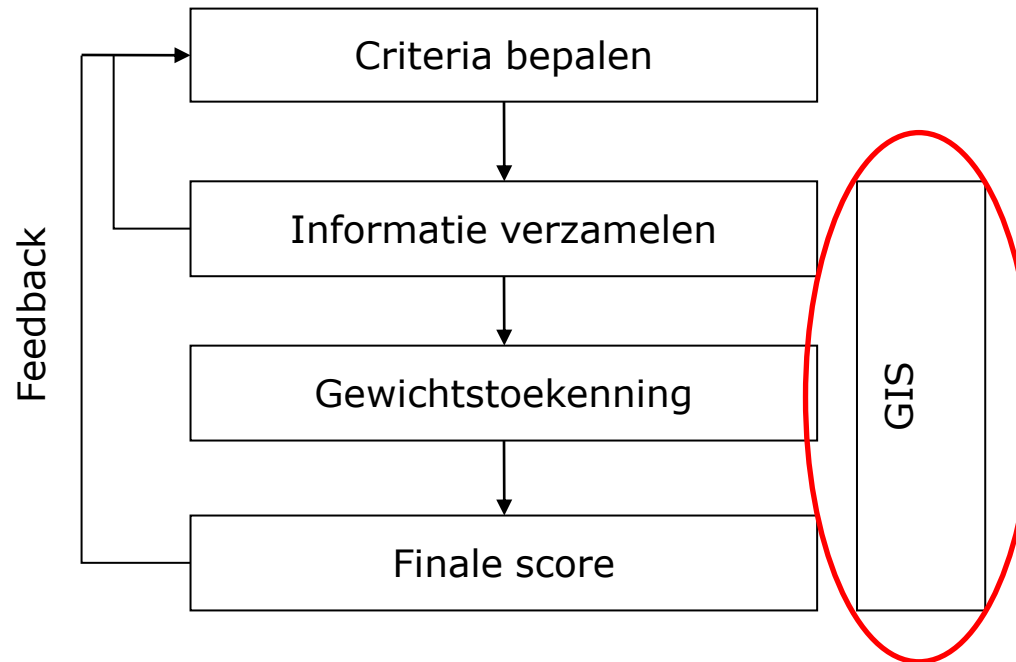 Criteria bepalen
Informatie verzamelen
Gewichtstoekenning
Finale score
Feedback
GIS